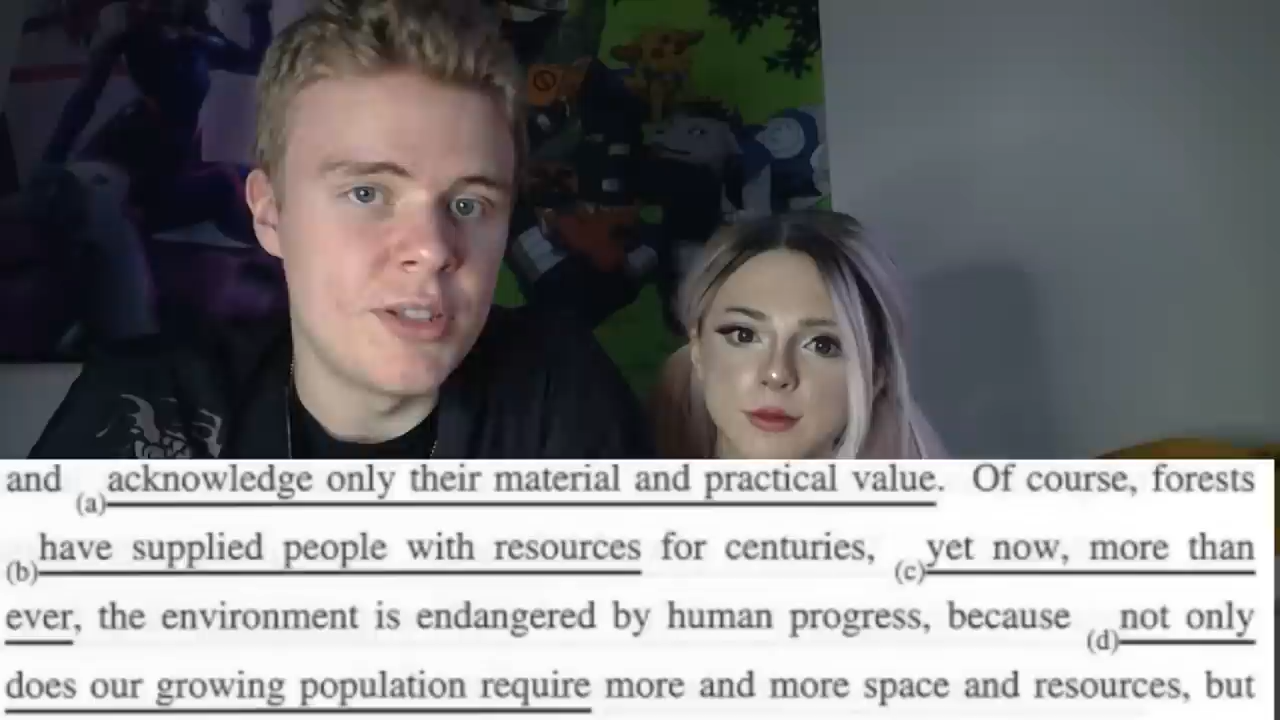 and (a)acknowledge only their material and practical value. Of course, forests
(b)have supplied people with resources for centuries, (c)yet now, more than
ever, the environment is endangered by human progress, because (d)not only
does our growing population require more and more space and resources, but